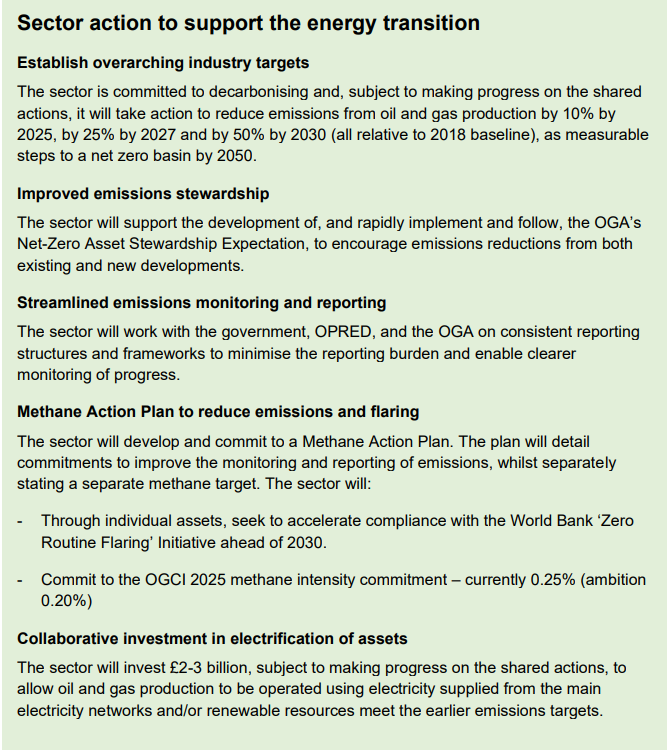 Sector action to support the energy transition
Establish overarching industry targets
The sector is committed to decarbonising and, subject to making progress on the shared
actions, it will take action to reduce emissions from oil and gas production by 10% by
2025, by 25% by 2027 and by 50% by 2030 (all relative to 2018 baseline), as measurable
steps to a net zero basin by 2050.
Improved emissions stewardship
The sector will support the development of, and rapidly implement and follow, the OGA’s
Net-Zero Asset Stewardship Expectation, to encourage emissions reductions from both
existing and new developments.
Streamlined emissions monitoring and reporting
The sector will work with the government, OPRED, and the OGA on consistent reporting
structures and frameworks to minimise the reporting burden and enable clearer
monitoring of progress.
Methane Action Plan to reduce emissions and flaring
The sector will develop and commit to a Methane Action Plan. The plan will detail
commitments to improve the monitoring and reporting of emissions, whilst separately
stating a separate methane target. The sector will:
- Through individual assets, seek to accelerate compliance with the World Bank ‘Zero
Routine Flaring’ Initiative ahead of 2030.
- Commit to the OGCI 2025 methane intensity commitment – currently 0.25% (ambition
0.20%)
Collaborative investment in electrification of assets
The sector will invest £2-3 billion, subject to making progress on the shared actions, to
allow oil and gas production to be operated using electricity supplied from the main
electricity networks and/or renewable resources meet the earlier emissions targets.